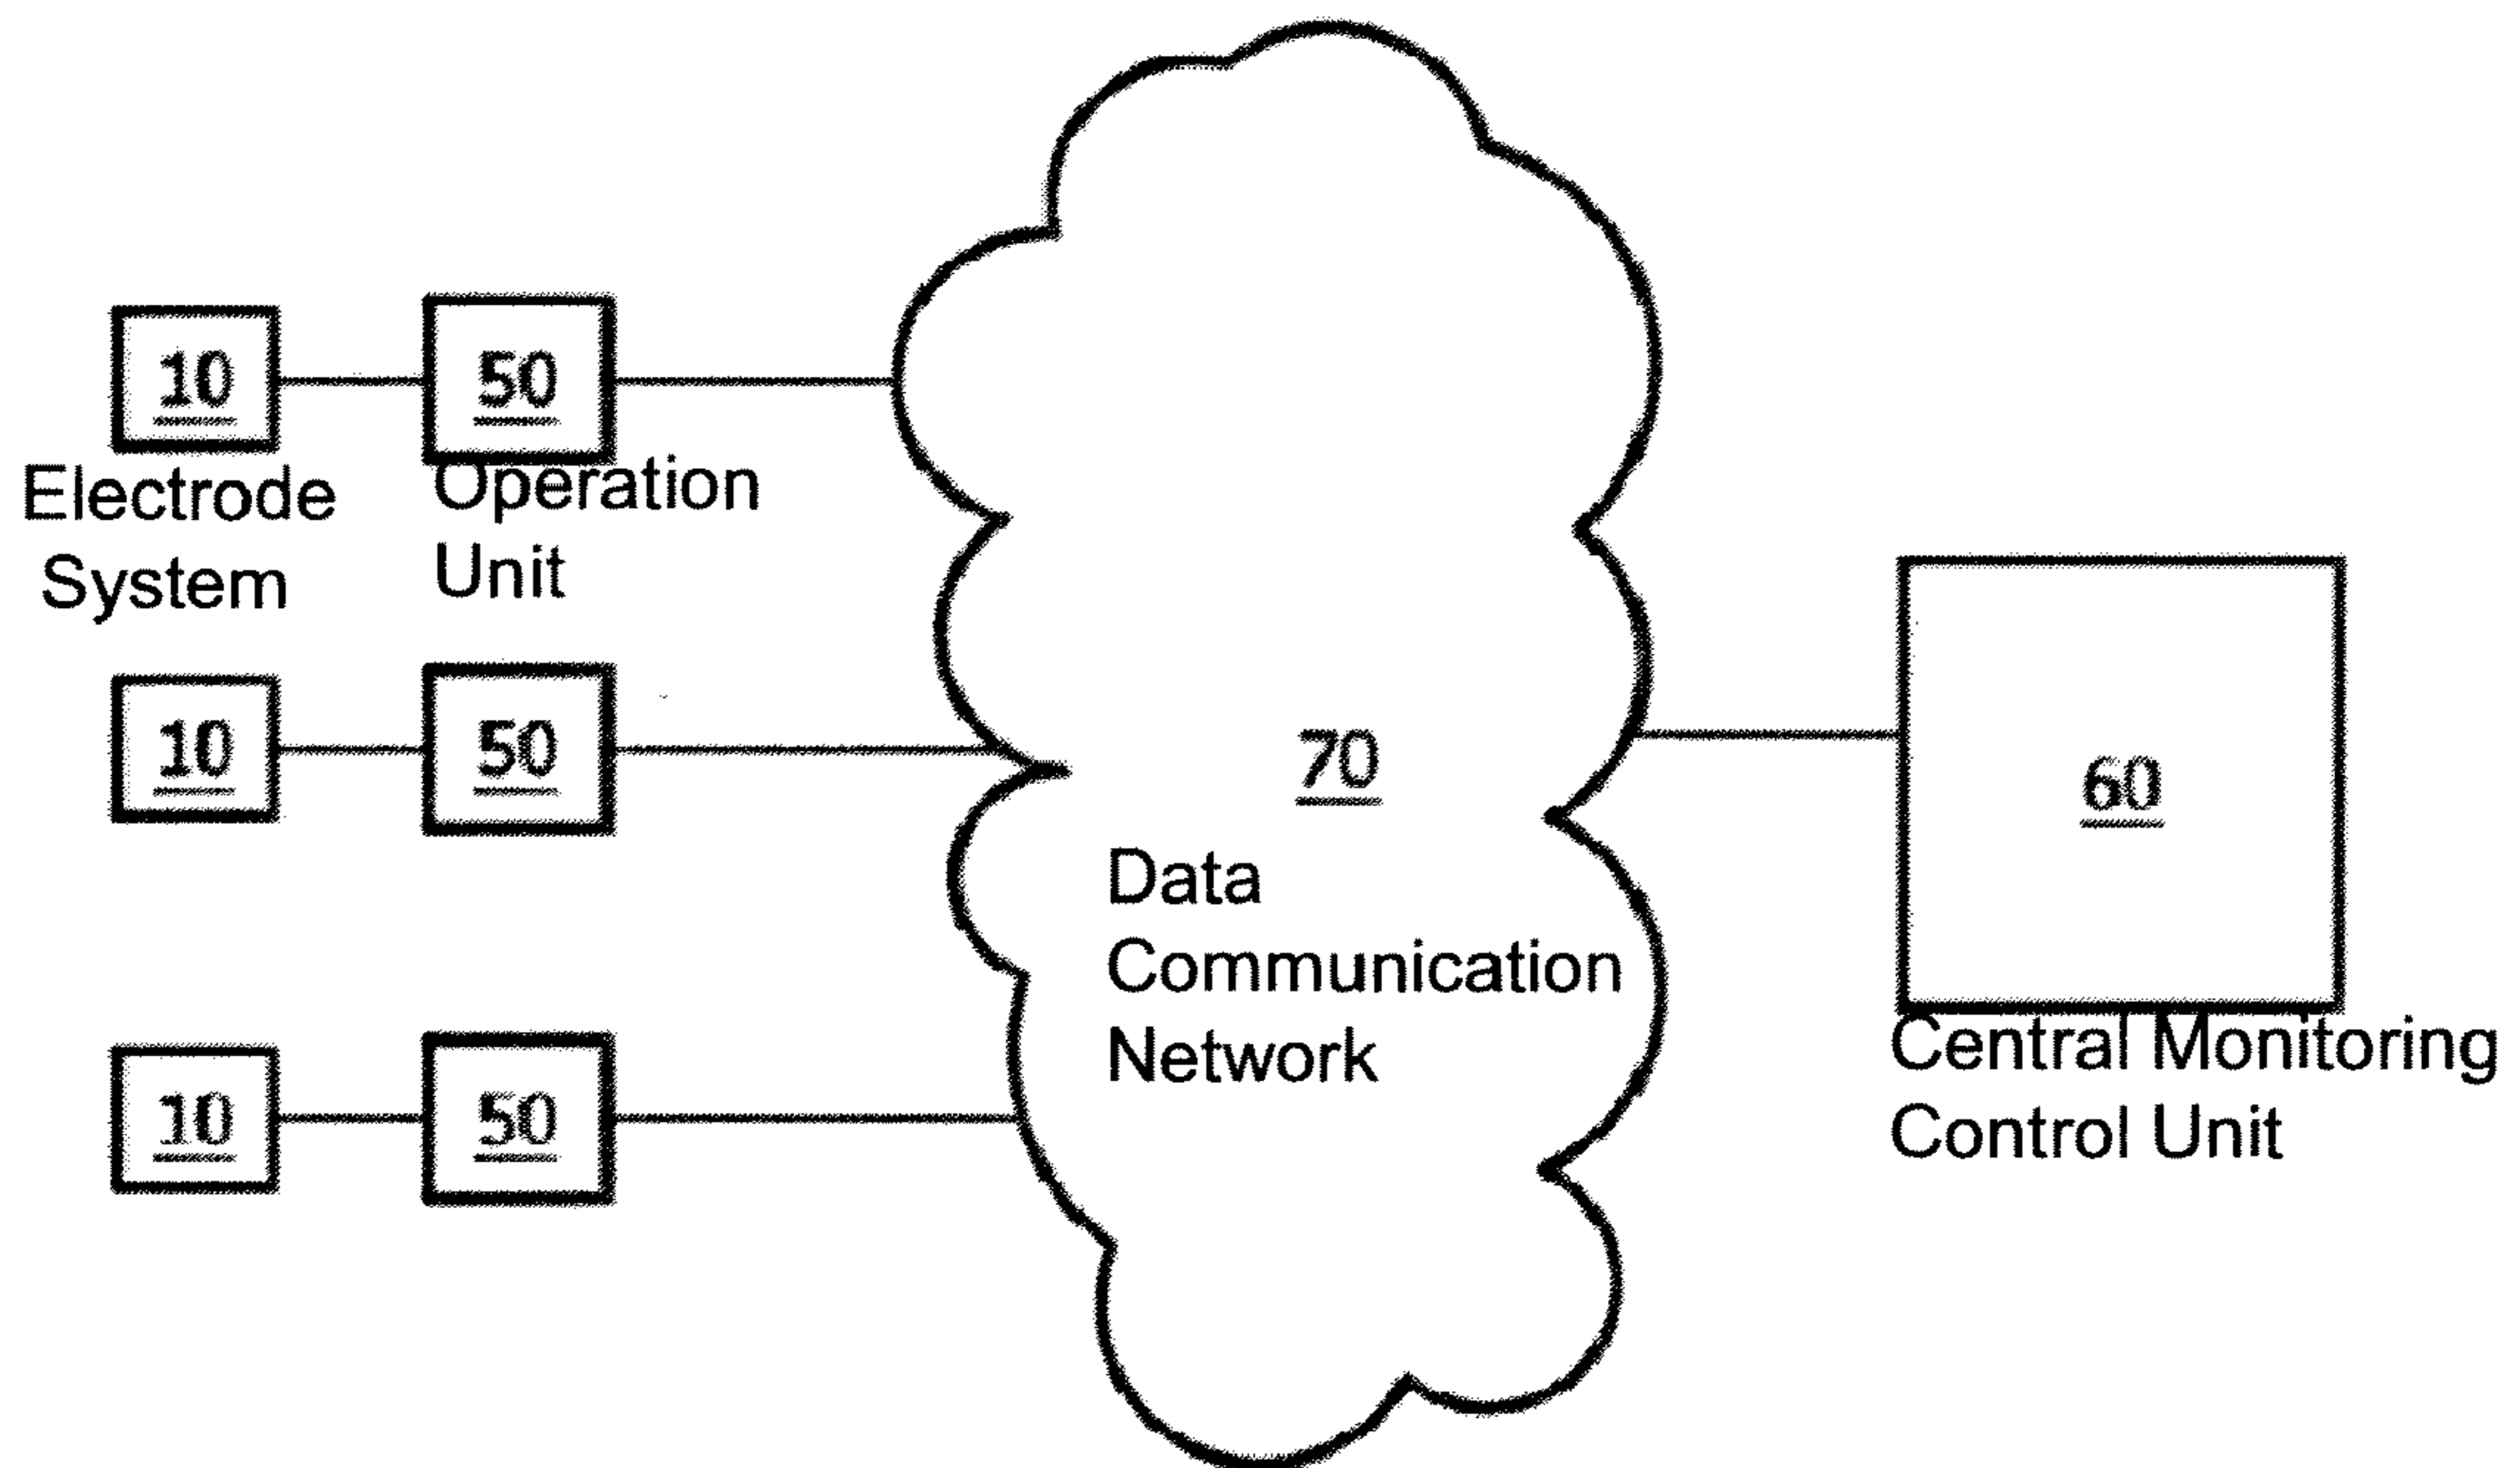 10
50
Electrode
System
Operation
Unit
10
50
70
60
Data
Communication
Network
Central Monitoring
Control Unit
10
50